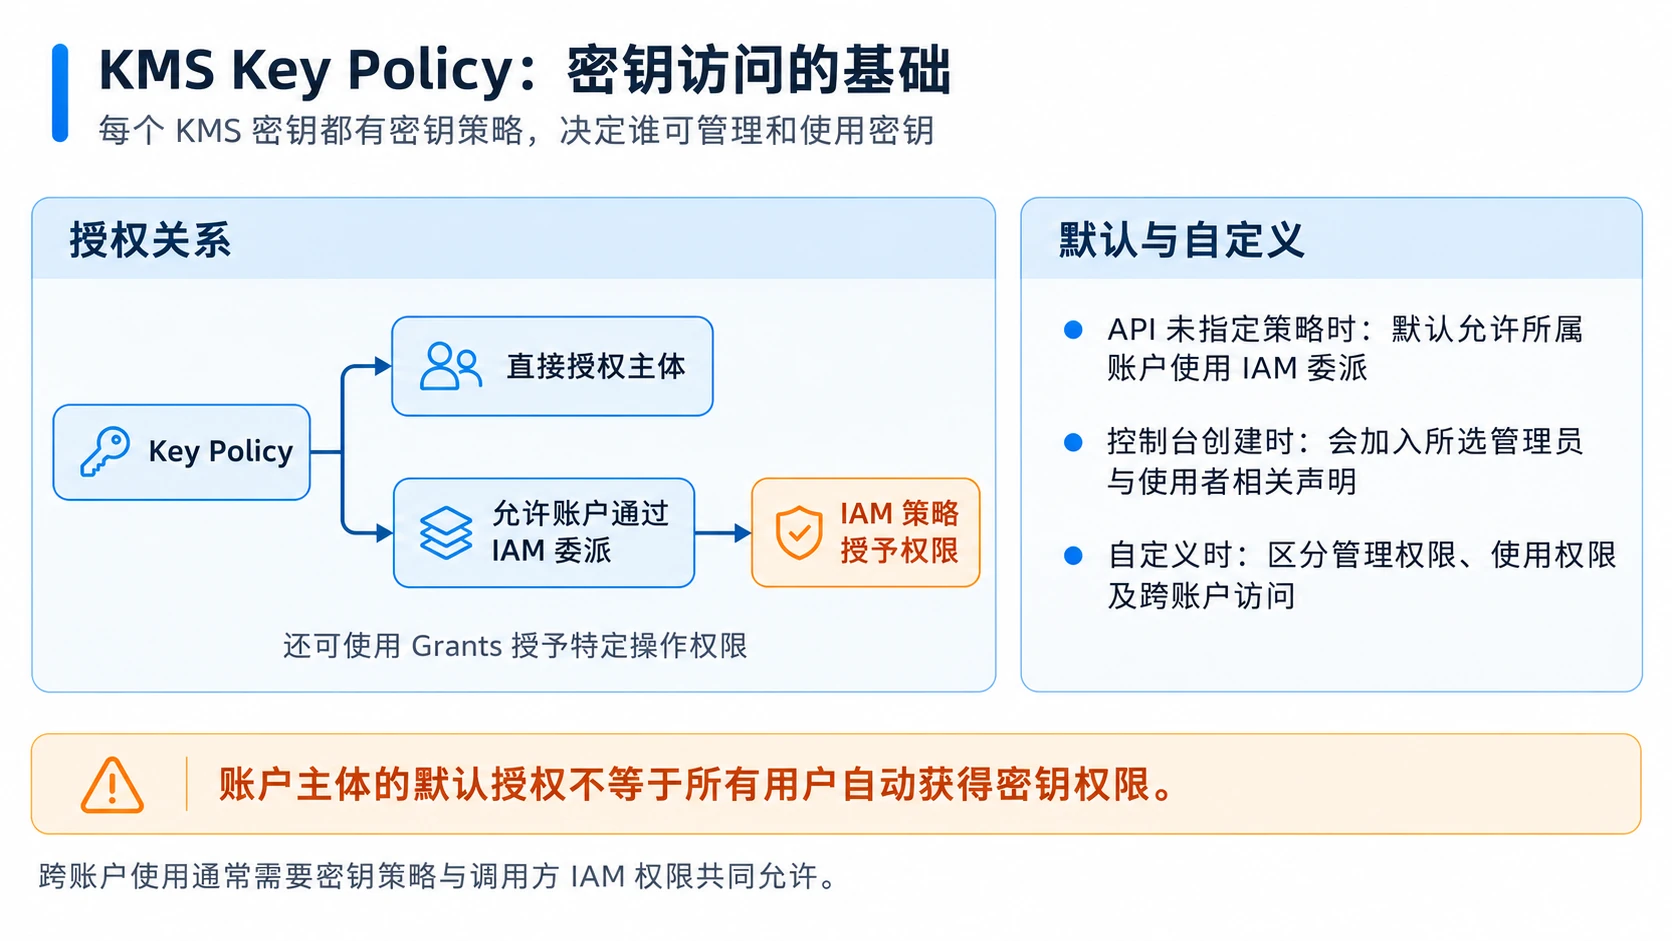 KMS Key Policy：密钥访问的基础
每个 KMS 密钥都有密钥策略，决定谁可管理和使用密钥
授权关系
Key Policy
直接授权主体
允许账户通过
IAM 委派
IAM 策略
授予权限
还可使用 Grants 授予特定操作权限
默认与自定义
API 未指定策略时：默认允许所属
账户使用 IAM 委派
控制台创建时：会加入所选管理员
与使用者相关声明
自定义时：区分管理权限、使用权限
及跨账户访问
账户主体的默认授权不等于所有用户自动获得密钥权限。
跨账户使用通常需要密钥策略与调用方 IAM 权限共同允许。